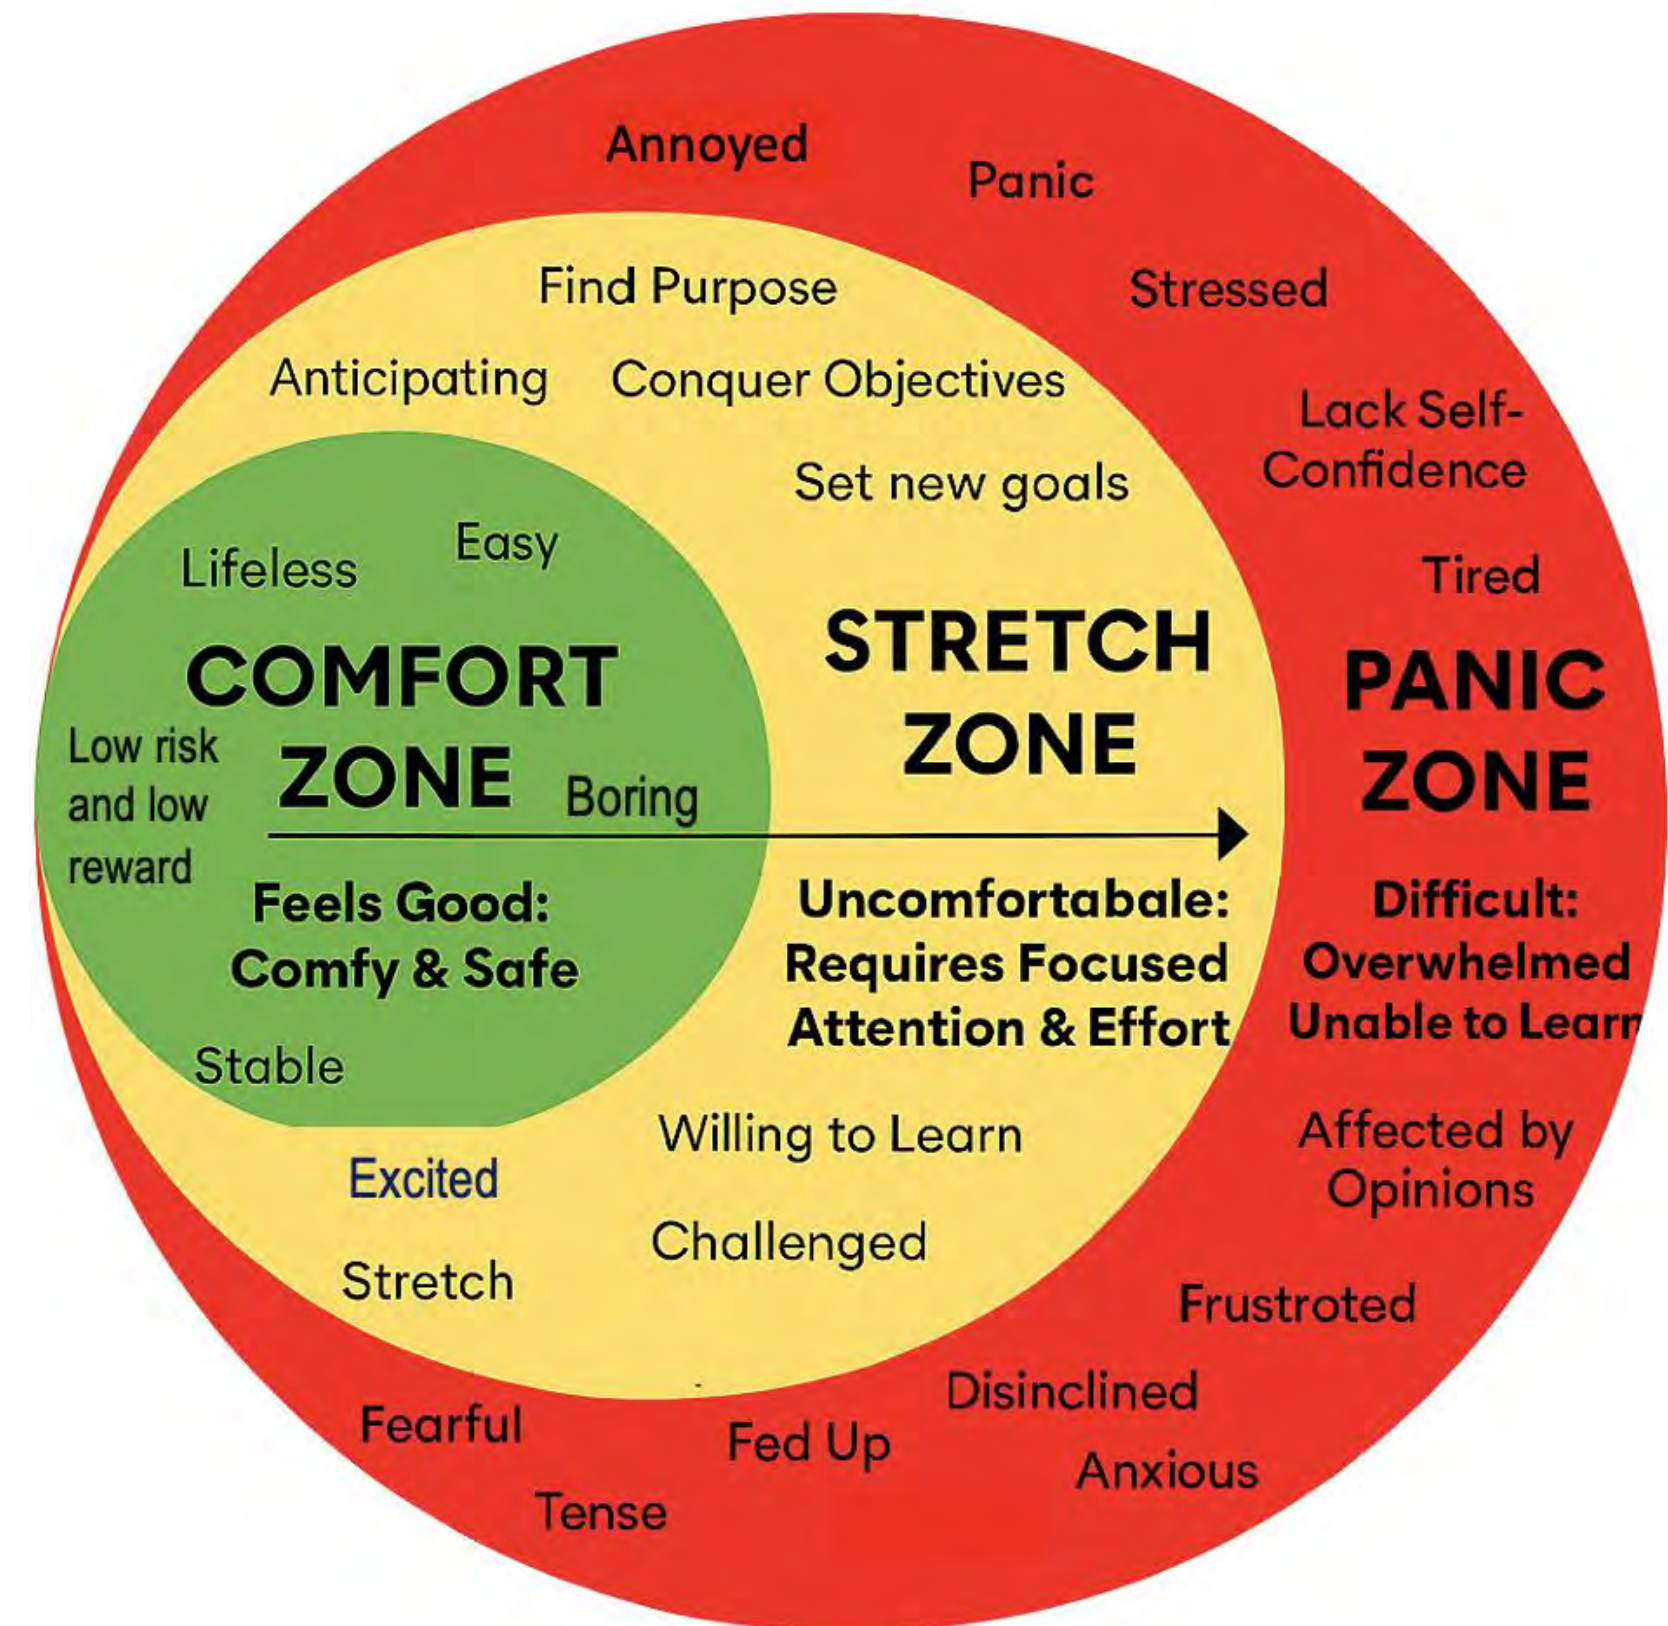 Annoyed
Panic
Find Purpose
Stressed
Anticipating
Conquer Objectives
Lack Self-
Confidence
Set new goals
Lifeless
Easy
Tired
COMFORT
ZONE
Low risk
and low
reward
Boring
Feels Good:
Comfy & Safe
Stable
STRETCH
ZONE
Uncomfortabale:
Requires Focused
Attention & Effort
PANIC
ZONE
Difficult:
Overwhelmed
Unable to Learn
Willing to Learn
Affected by
Opinions
Excited
Challenged
Stretch
Frustroted
Disinclined
Fearful
Fed Up
Anxious
Tense